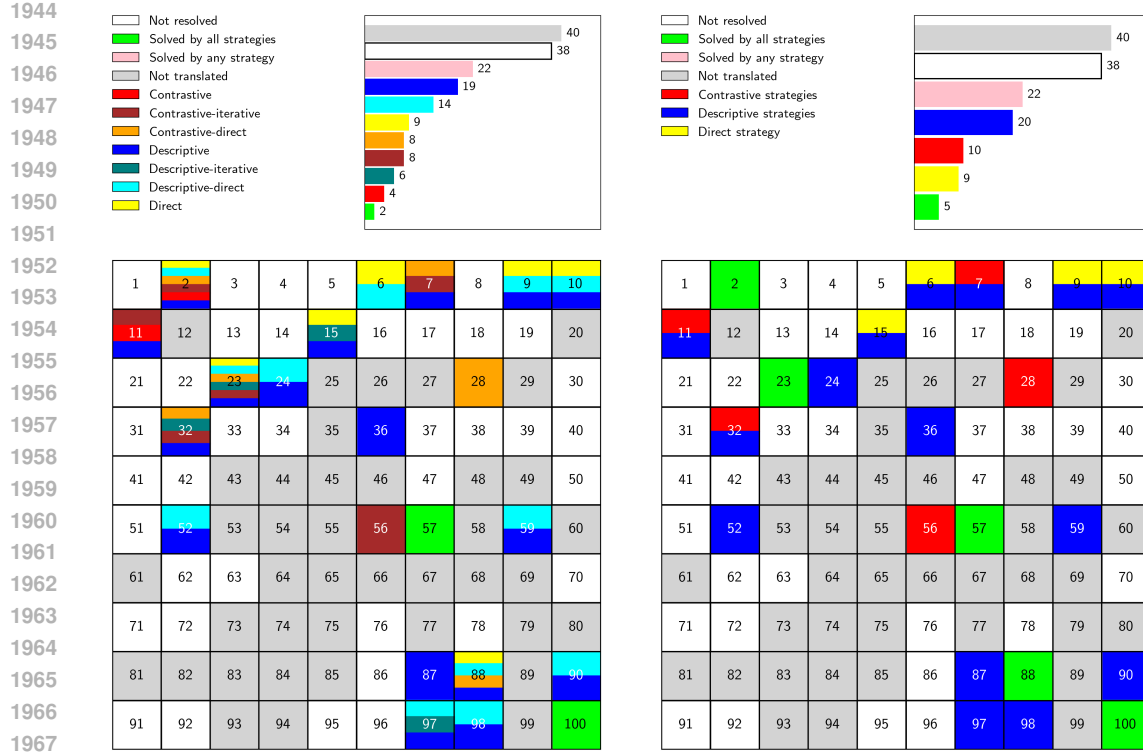 1944
1945
1946
1947
1948
1949
1950
1951
1952
1953
1954
1955
1956
1957
1958
1959
1960
1961
1962
1963
1964
1965
1966
1967
Not resolved
Solved by all strategies
Solved by any strategy
Not translated
Contrastive
Contrastive-iterative
Contrastive-direct
Descriptive
Descriptive-iterative
Descriptive-direct
Direct
40
38
22
19
14
9
8
8
6
4
2
Not resolved
Solved by all strategies
Solved by any strategy
Not translated
Contrastive strategies
Descriptive strategies
Direct strategy
40
38
22
20
10
9
5
1 2 3 4 5 6 7 8 9 10
11 12 13 14 15 16 17 18 19 20
21 22 23 24 25 26 27 28 29 30
31 32 33 34 35 36 37 38 39 40
41 42 43 44 45 46 47 48 49 50
51 52 53 54 55 56 57 58 59 60
61 62 63 64 65 66 67 68 69 70
71 72 73 74 75 76 77 78 79 80
81 82 83 84 85 86 87 88 89 90
91 92 93 94 95 96 97 98 99 100
1 2 3 4 5 6 7 8 9 10
11 12 13 14 15 16 17 18 19 20
21 22 23 24 25 26 27 28 29 30
31 32 33 34 35 36 37 38 39 40
41 42 43 44 45 46 47 48 49 50
51 52 53 54 55 56 57 58 59 60
61 62 63 64 65 66 67 68 69 70
71 72 73 74 75 76 77 78 79 80
81 82 83 84 85 86 87 88 89 90
91 92 93 94 95 96 97 98 99 100